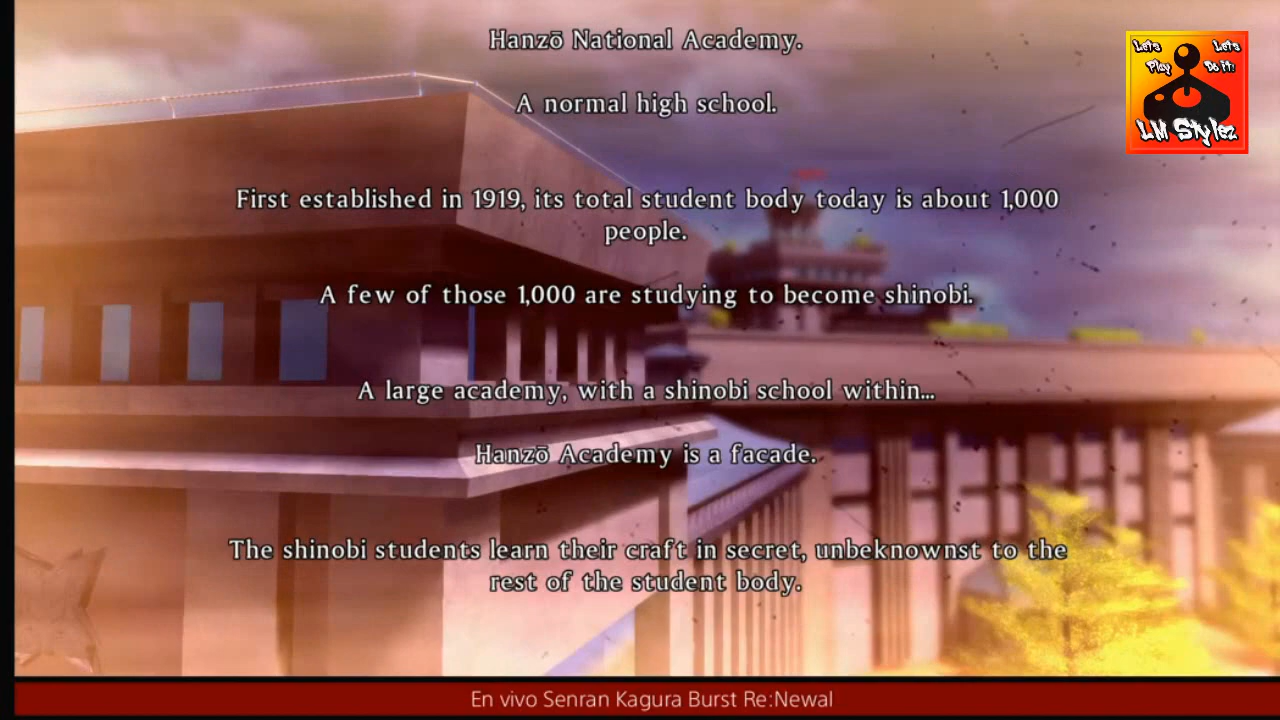 Hanzō National Academy.
A normal high school.
First established in 1919, its total student body today is about 1,000
people.
A few of those 1,000 are studying to become shinobi.
A large academy, with a shinobi school within...
Hanzō Academy is a facade.
The shinobi students learn their craft in secret, unbeknownst to the
rest of the student body.
Let's Let's
Play Do it!
LM Stylez
En vivo Senran Kagura Burst Re:Newal